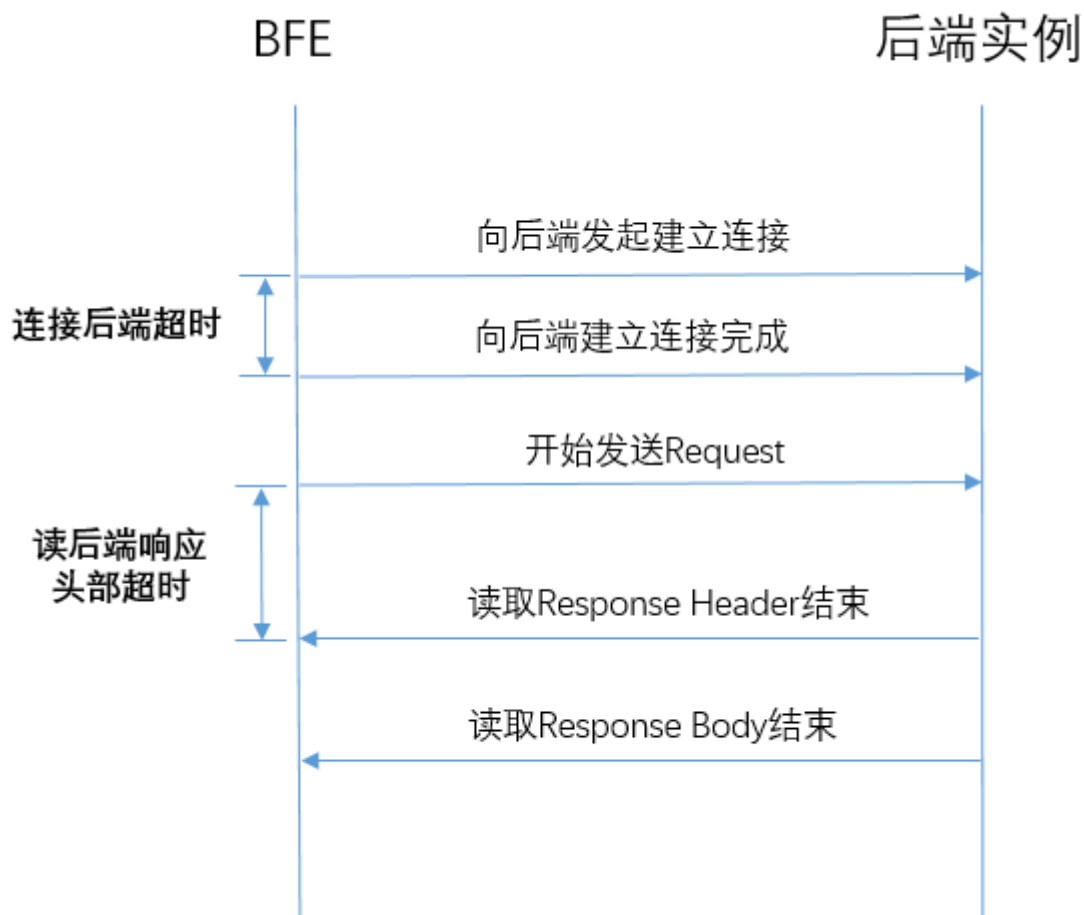 BFE
后端实例
向后端发起建立连接
连接后端超时
向后端建立连接完成
开始发送Request
读后端响应
头部超时
读取Response Header结束
读取Response Body结束